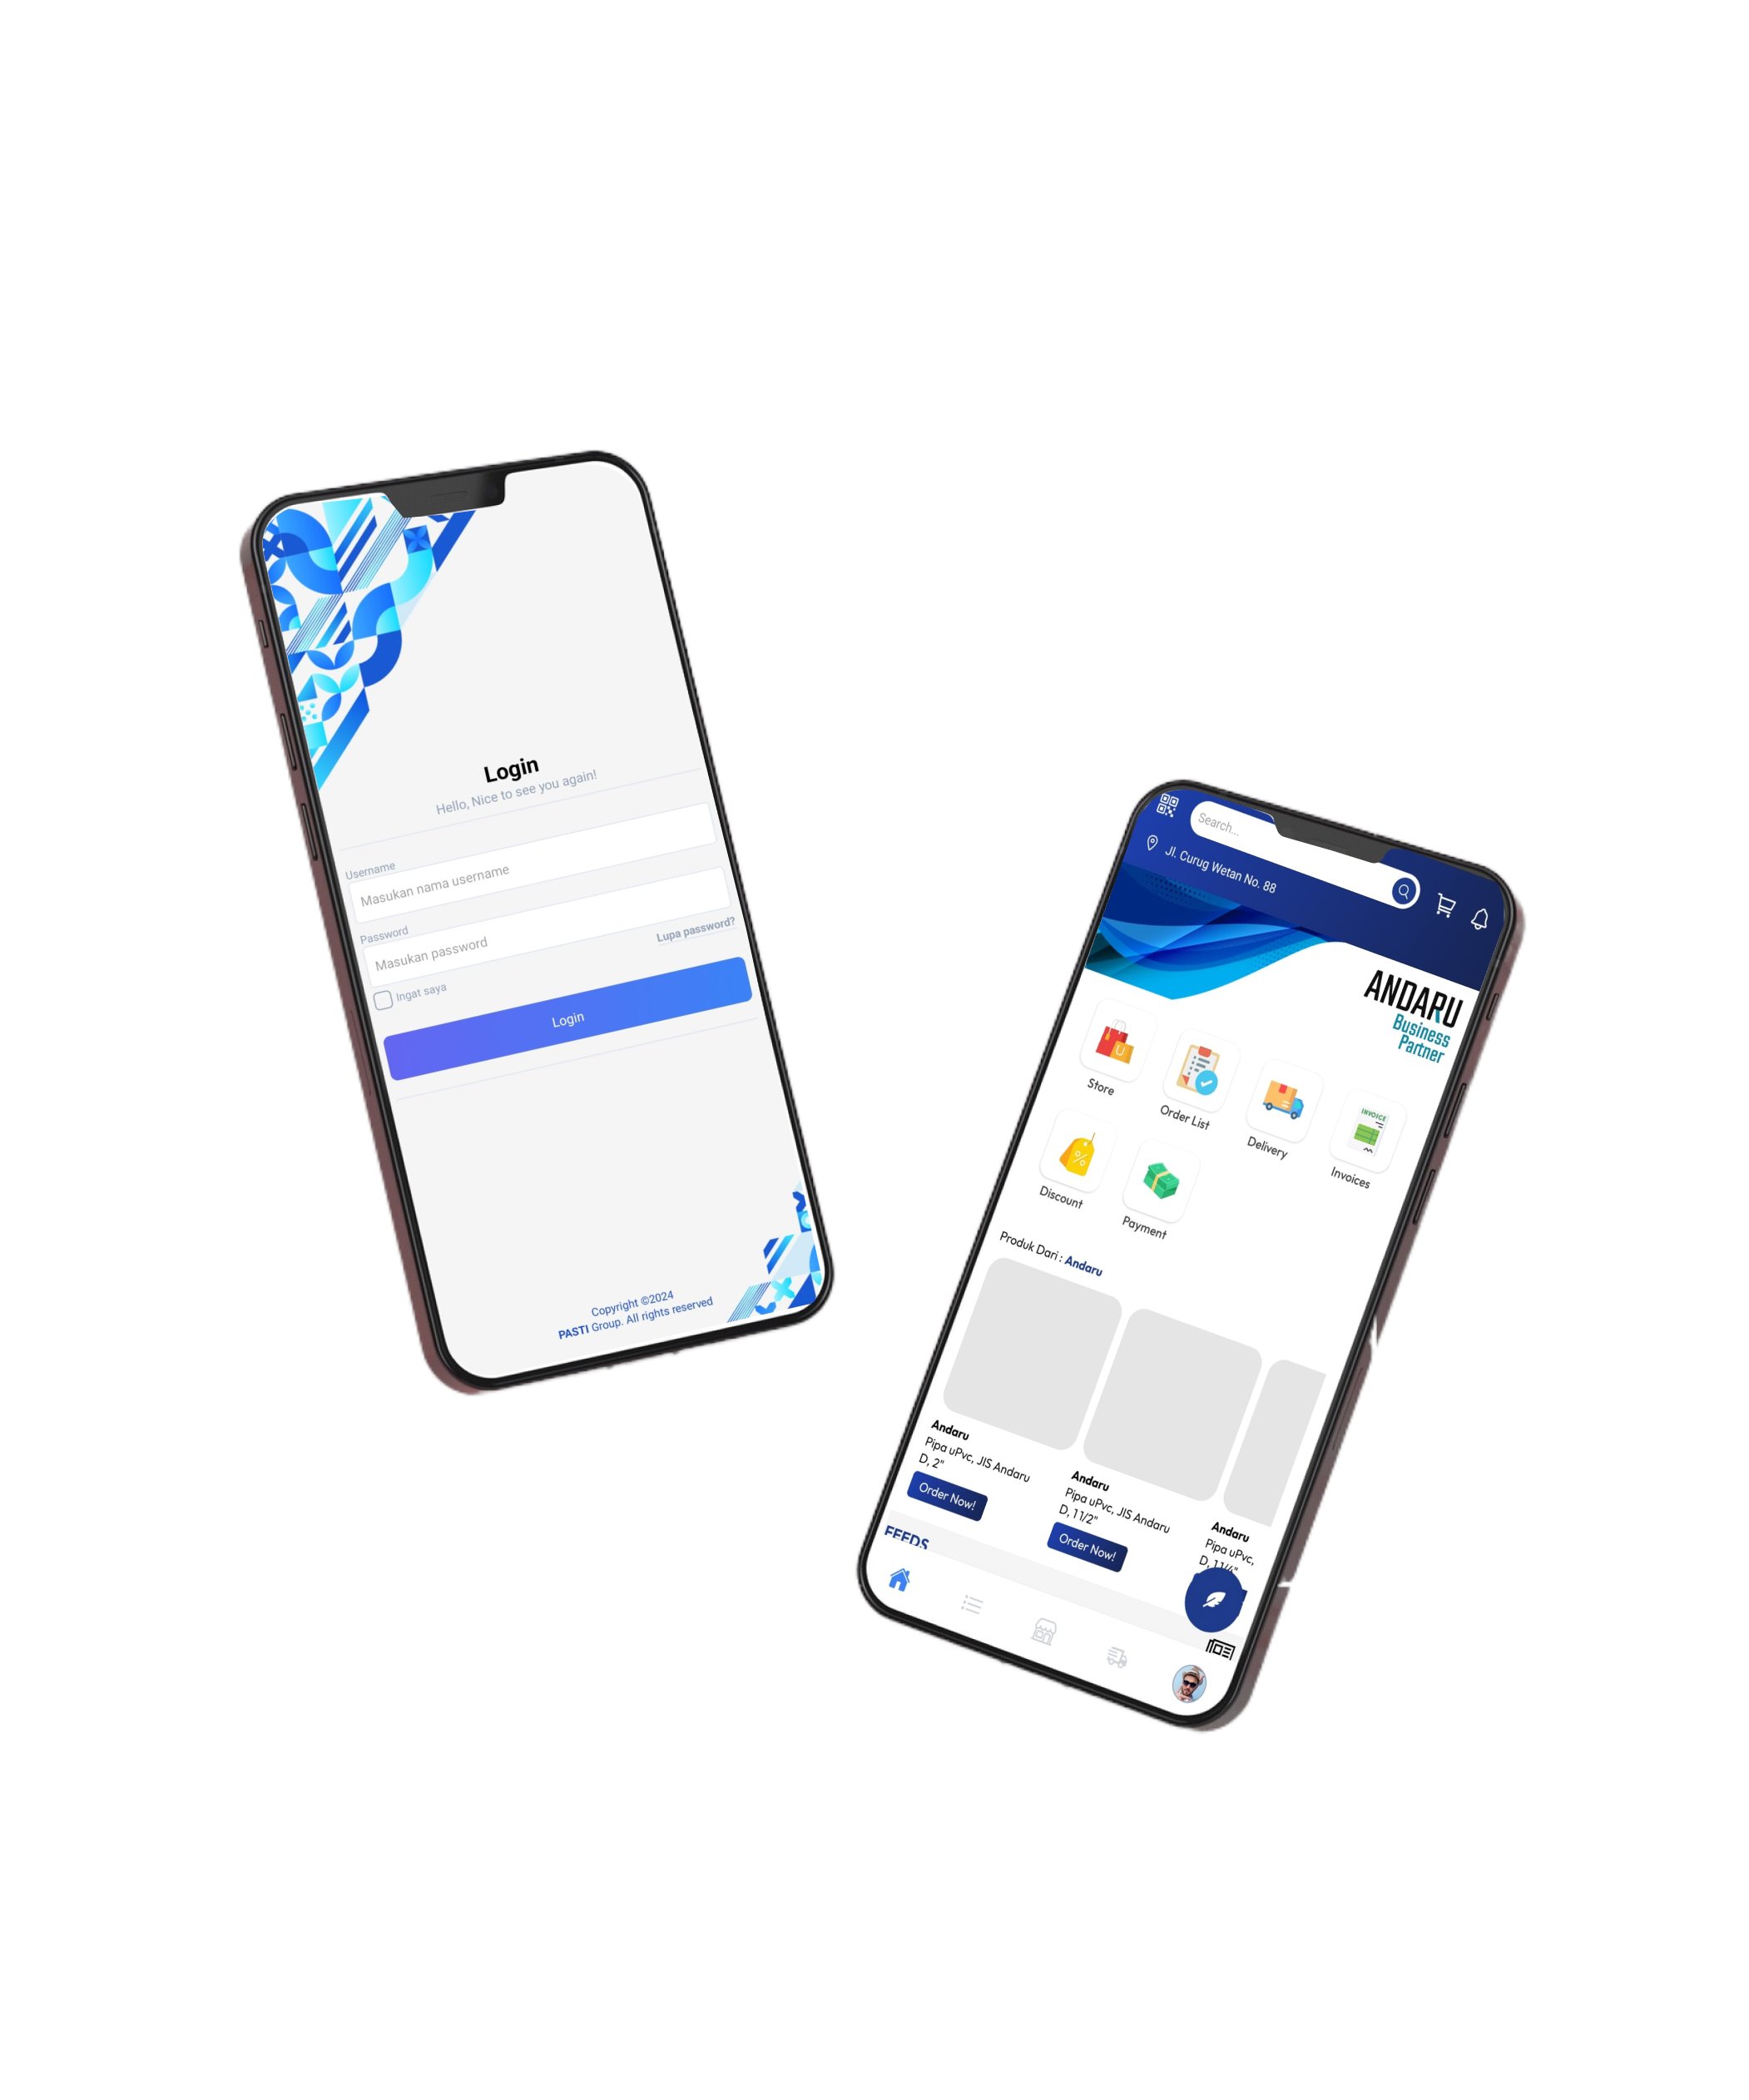 Login
Hello, Nice to see you again!
Username
Masukan nama username
Password
Masukan password
Lupa password?
Ingat saya
Login
Copyright ©2024
PASTI Group. All rights reserved
Search...
Jl. Curug Wetan No. 88
ANDARU
Business
Partner
Store
Order List
Delivery
INVOICE
Invoices
Discount
Payment
Produk Dari : Andaru
Andaru
Pipa uPvc, JIS Andaru
D, 2"
Order Now!
Andaru
Pipa uPvc, JIS Andaru
D, 11/2"
Order Now!
Andaru
Pipa uPvc,
D, 11/4"
FEEDS